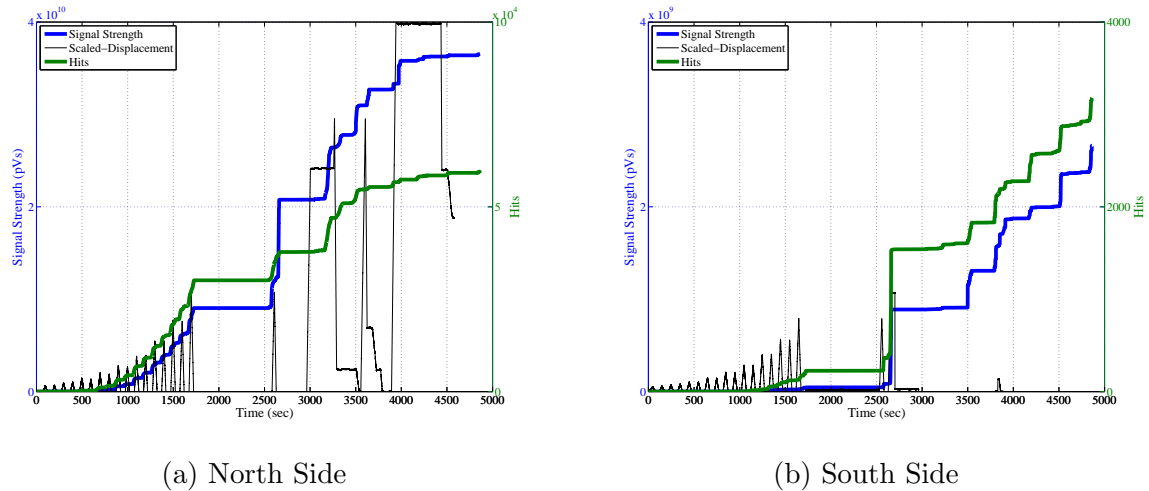 4 x 10^10
10 x 10^4
Signal Strength
Scaled−Displacement
Hits
Signal Strength (pVs)
2
5
Hits
0
0
0 500 1000 1500 2000 2500 3000 3500 4000 4500 5000
Time (sec)
(a) North Side
4 x 10^9
4000
Signal Strength
Scaled−Displacement
Hits
Signal Strength (pVs)
2
2000
Hits
0
0
0 500 1000 1500 2000 2500 3000 3500 4000 4500 5000
Time (sec)
(b) South Side